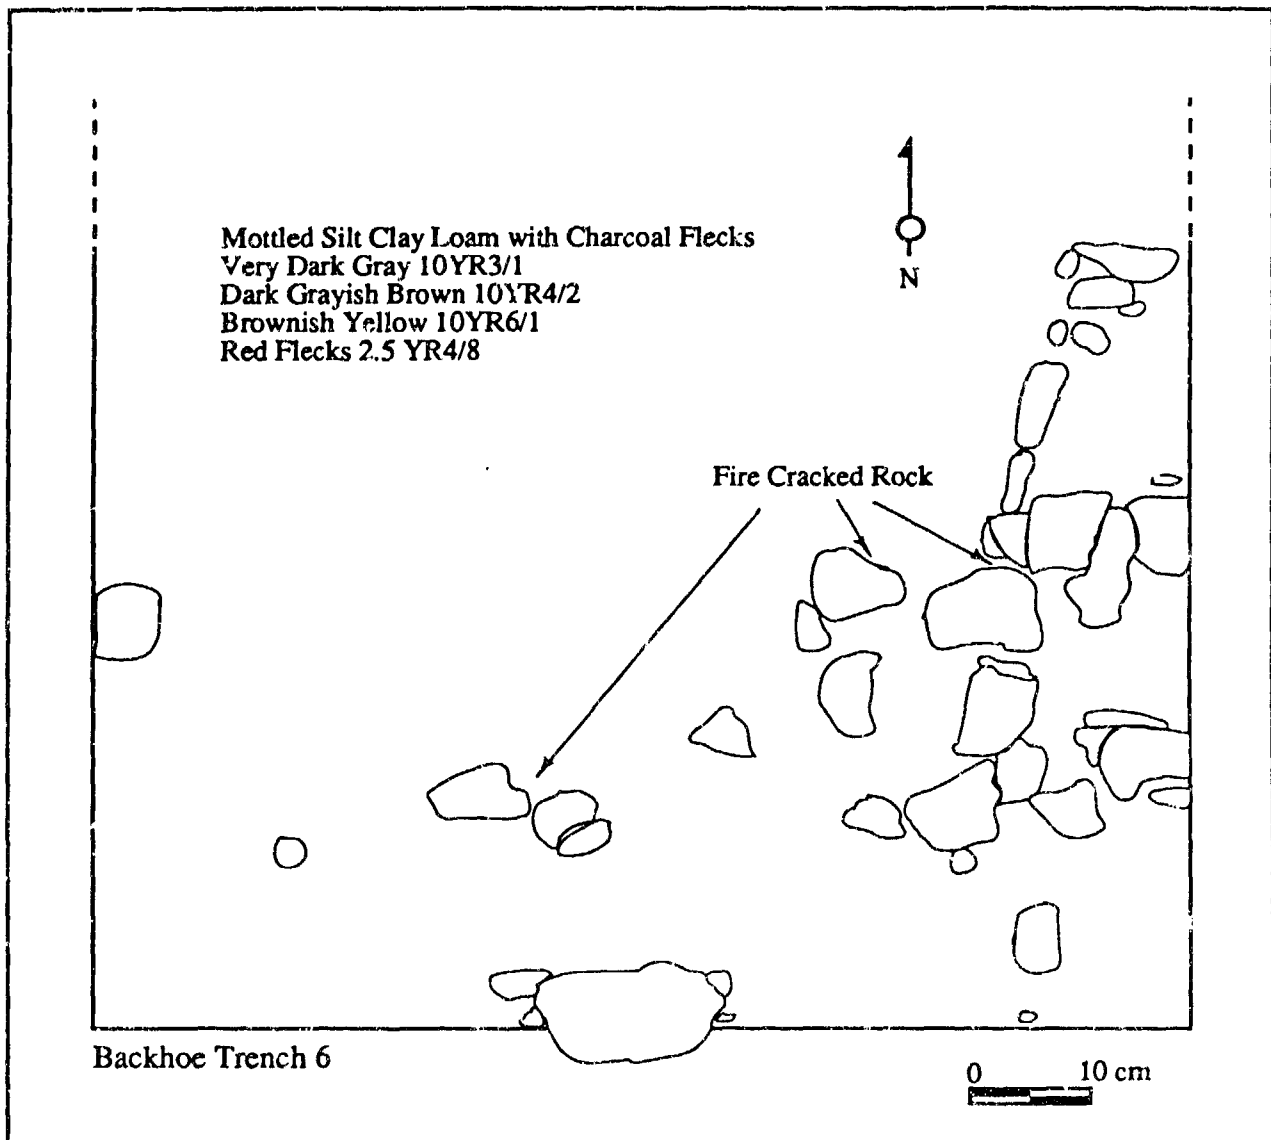 Mottled Silt Clay Loam with Charcoal Flecks
Very Dark Gray 10YR3/1
Dark Grayish Brown 10YR4/2
Brownish Yellow 10YR6/1
Red Flecks 2.5 YR4/8
N
Fire Cracked Rock
Backhoe Trench 6
0 10 cm